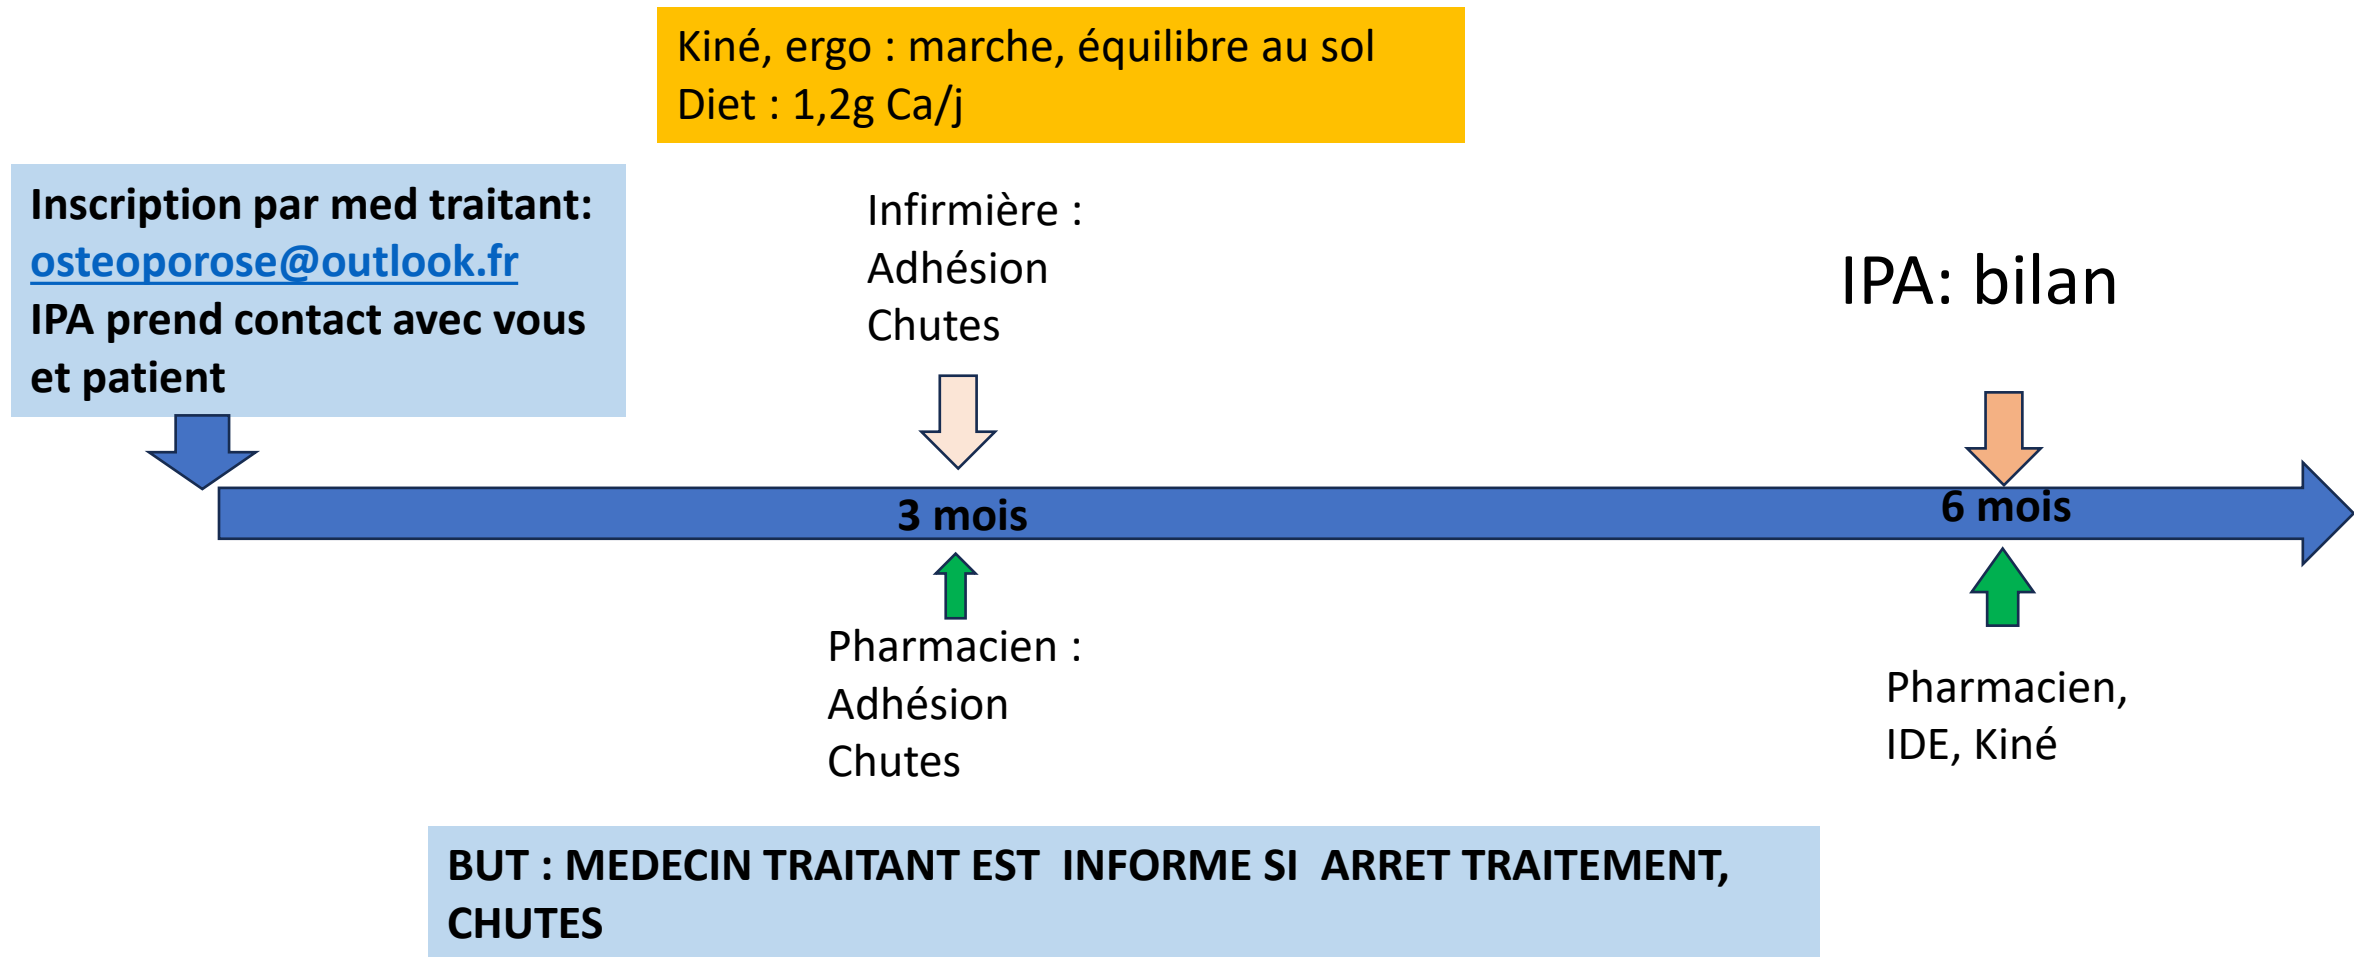 Kiné, ergo : marche, équilibre au sol
Diet : 1,2g Ca/j
Inscription par med traitant:
osteoporose@outlook.fr
IPA prend contact avec vous
et patient
Infirmière :
Adhésion
Chutes
IPA: bilan
3 mois
6 mois
Pharmacien :
Adhésion
Chutes
Pharmacien,
IDE, Kiné
BUT : MEDECIN TRAITANT EST  INFORME SI  ARRET TRAITEMENT,
CHUTES